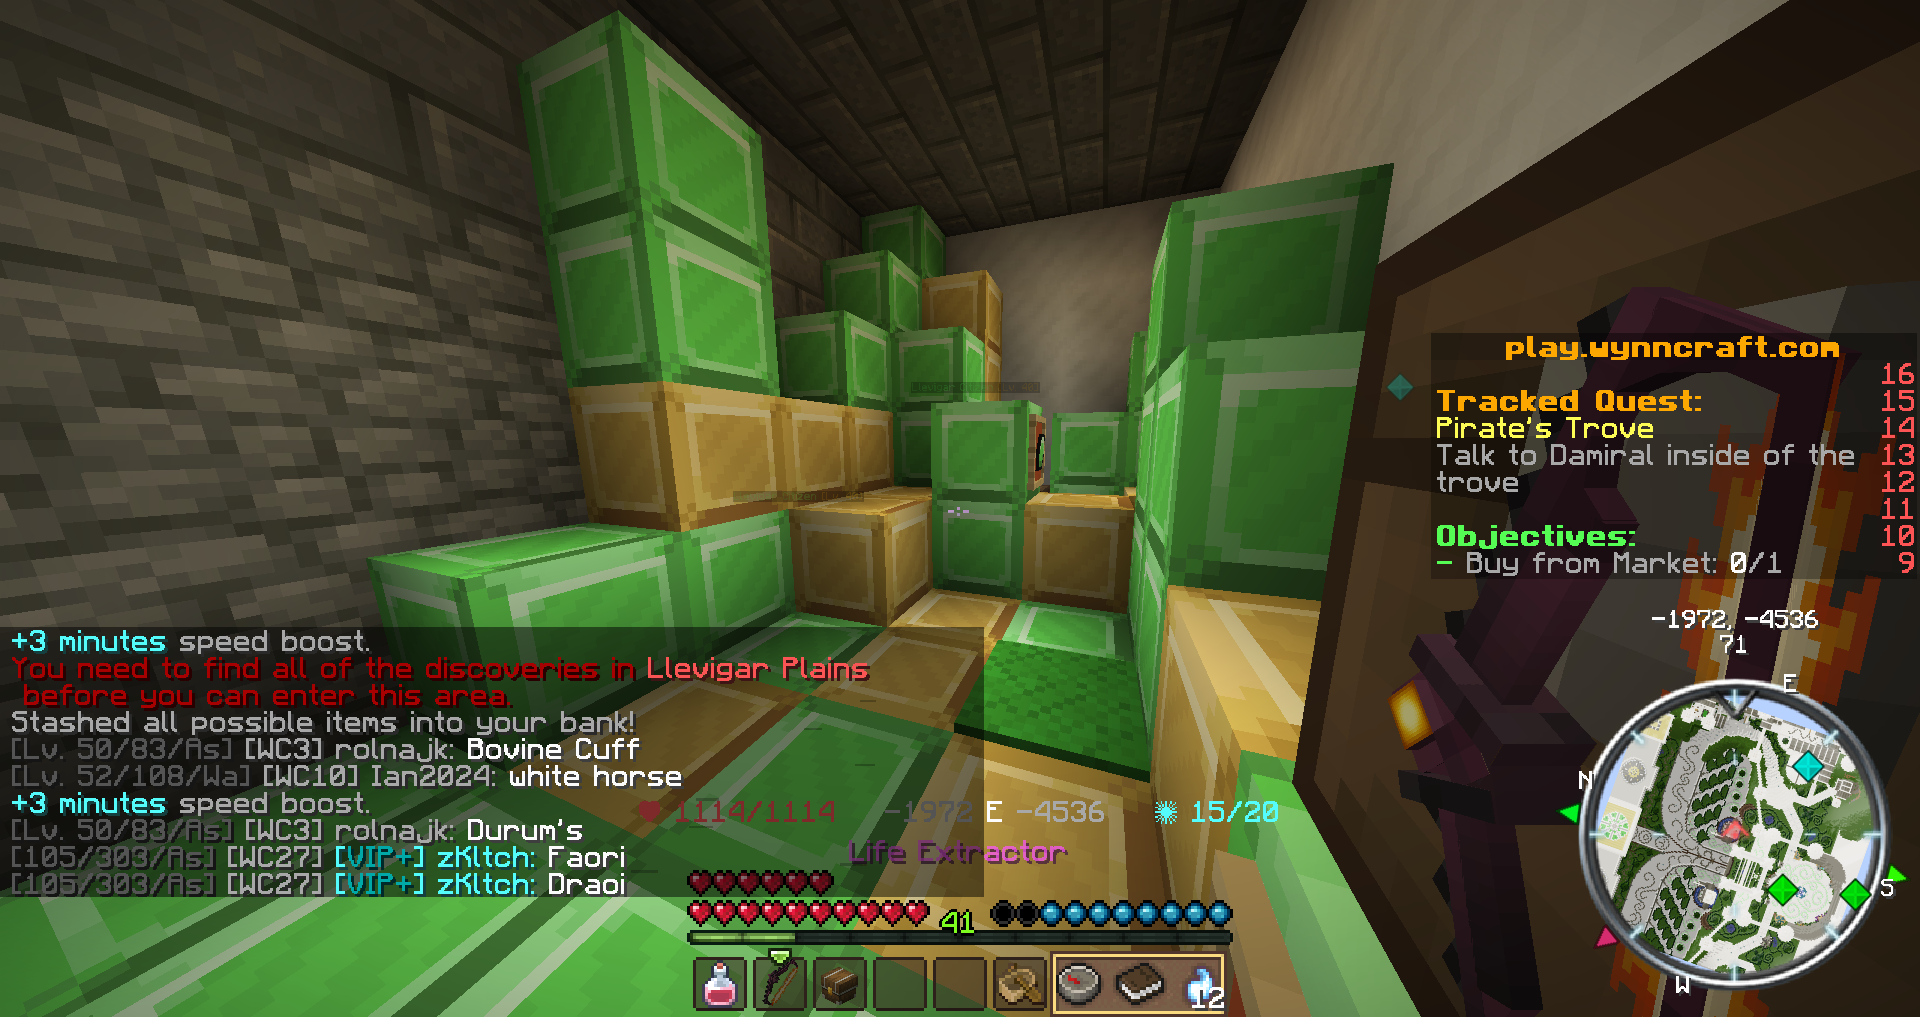 play.wynncraft.com
16
Tracked Quest:
15
Pirate's Trove
14
Talk to Damiral inside of the
13
trove
12
11
Objectives:
10
- Buy from Market: 0/1
9
-1972, -4536
71
E
N
S
W
+3 minutes speed boost.
You need to find all of the discoveries in Llevigar Plains
before you can enter this area.
Stashed all possible items into your bank!
[Lv. 50/83/As] [WC3] rolnajk: Bovine Cuff
[Lv. 52/108/Wa] [WC10] Ian2024: white horse
+3 minutes speed boost.
[Lv. 50/83/As] [WC3] rolnajk: Durum's
[105/303/As] [WC27] [VIP+] zKltch: Faori
[105/303/As] [WC27] [VIP+] zKltch: Draoi
1114/1114
-1972 E -4536
15/20
Life Extractor
41
12